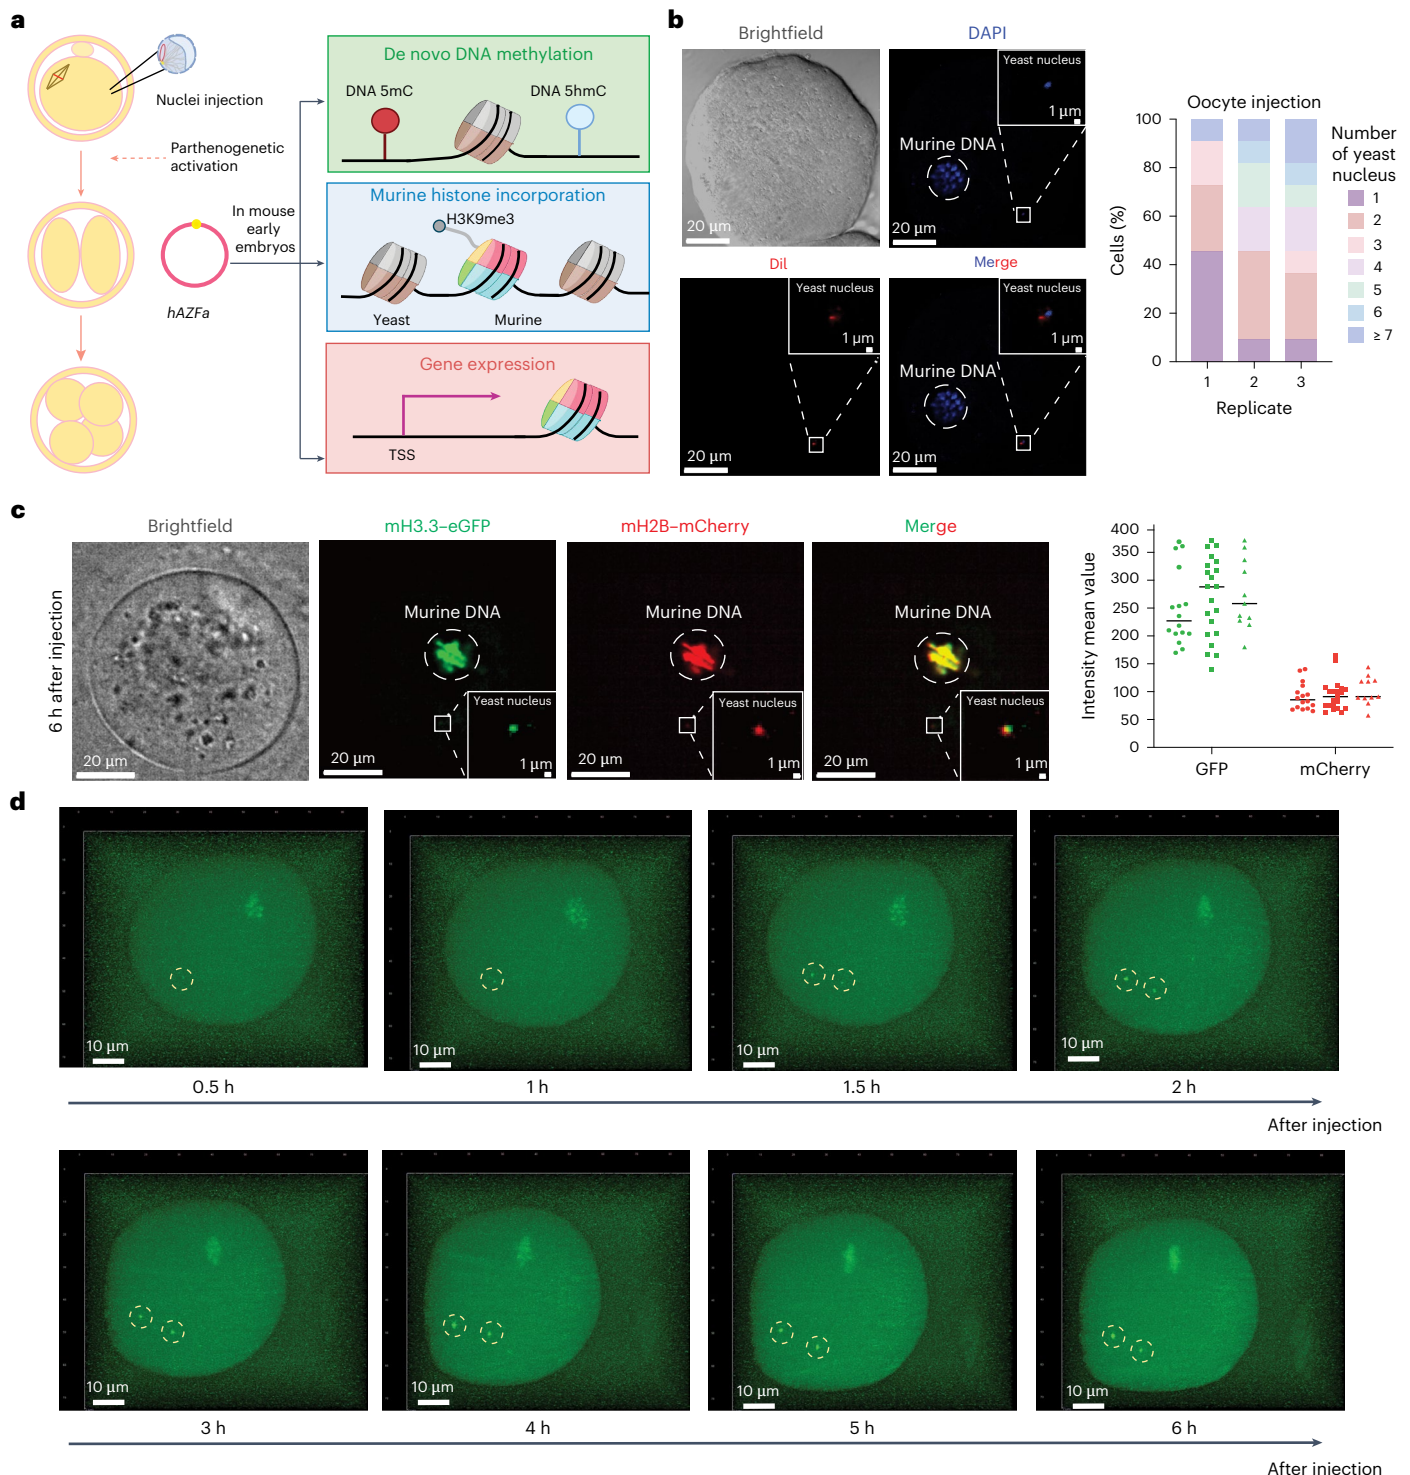 a
Nuclei injection
Parthenogenetic
activation
In mouse
early
embryos
hAZFa
De novo DNA methylation
DNA 5mC
DNA 5hmC
Murine histone incorporation
H3K9me3
Yeast
Murine
Gene expression
TSS
b
Brightfield
20 μm
DAPI
Yeast nucleus
1 μm
Murine DNA
20 μm
DiI
Yeast nucleus
1 μm
20 μm
Merge
Yeast nucleus
1 μm
Murine DNA
20 μm
Oocyte injection
Cells (%)
100
80
60
40
20
0
1
2
3
Replicate
Number
of yeast
nucleus
1
2
3
4
5
6
≥ 7
c
6 h after injection
Brightfield
20 μm
mH3.3–eGFP
Murine DNA
Yeast nucleus
20 μm
1 μm
mH2B–mCherry
Murine DNA
Yeast nucleus
20 μm
1 μm
Merge
Murine DNA
Yeast nucleus
20 μm
1 μm
Intensity mean value
400
350
300
250
200
150
100
50
0
GFP
mCherry
d
10 μm
10 μm
10 μm
10 μm
0.5 h
1 h
1.5 h
2 h
After injection
10 μm
10 μm
10 μm
10 μm
3 h
4 h
5 h
6 h
After injection